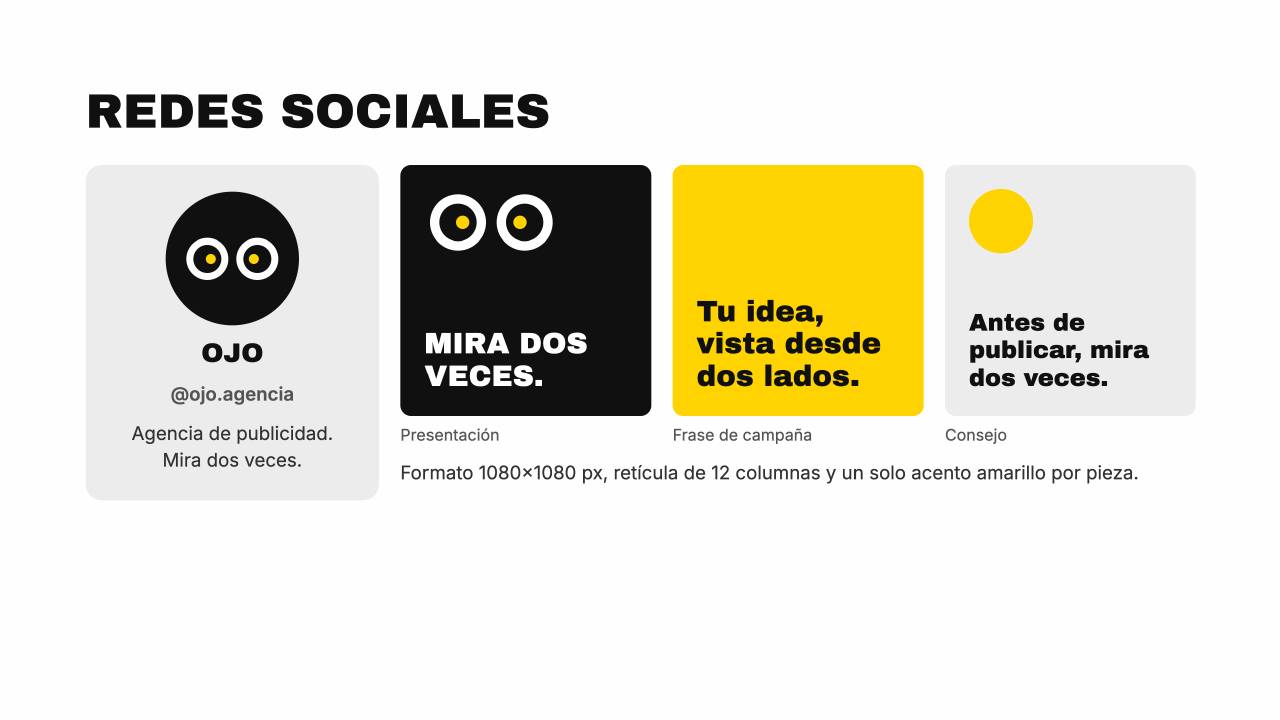 REDES SOCIALES
OJO
@ojo.agencia
Agencia de publicidad.
Mira dos veces.
MIRA DOS
VECES.
Presentación
Tu idea,
vista desde
dos lados.
Frase de campaña
Antes de
publicar, mira
dos veces.
Consejo
Formato 1080×1080 px, retícula de 12 columnas y un solo acento amarillo por pieza.